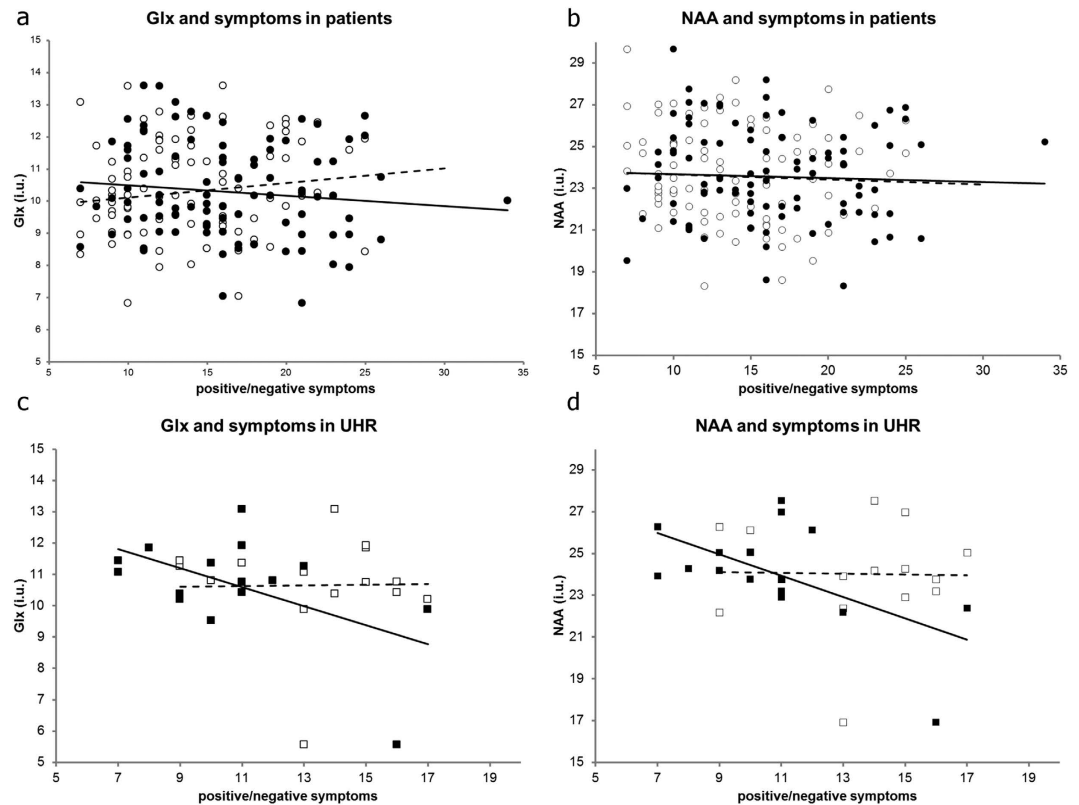 a
Glx and symptoms in patients
15
14
13
12
11
10
9
8
7
6
5
Glx (i.u.)
5 10 15 20 25 30 35
positive/negative symptoms
b
NAA and symptoms in patients
29
27
25
23
21
19
17
15
NAA (i.u.)
5 10 15 20 25 30 35
positive/negative symptoms
c
Glx and symptoms in UHR
15
14
13
12
11
10
9
8
7
6
5
Glx (i.u.)
5 7 9 11 13 15 17 19
positive/negative symptoms
d
NAA and symptoms in UHR
29
27
25
23
21
19
17
15
NAA (i.u.)
5 7 9 11 13 15 17 19
positive/negative symptoms